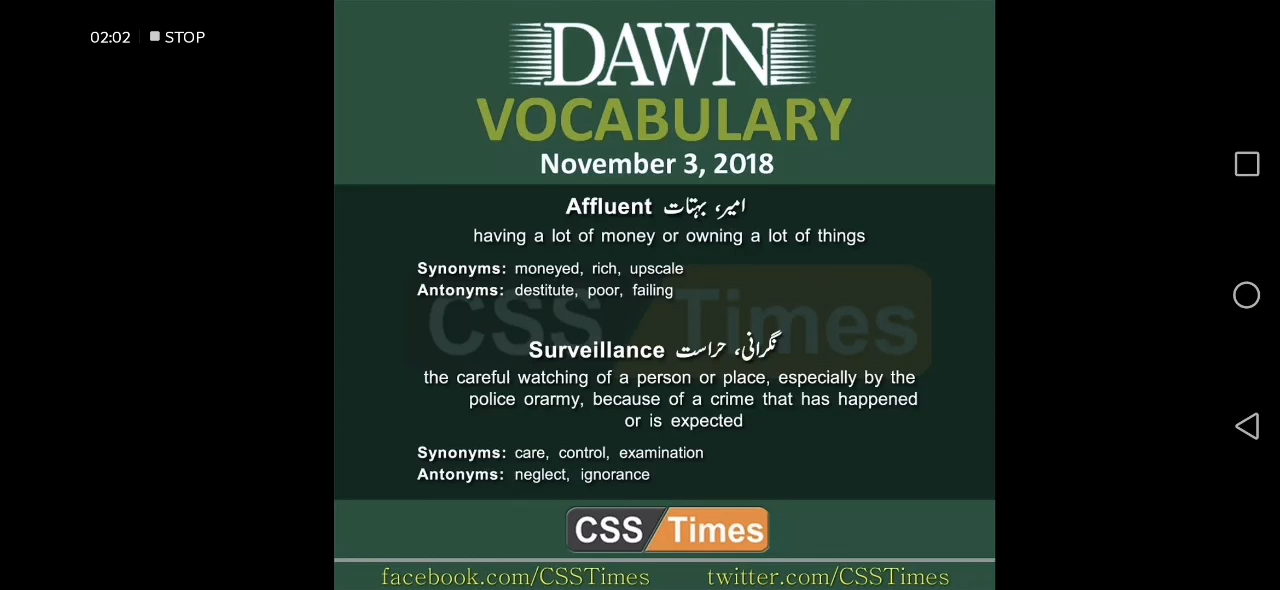 02:02 STOP
DAWN
VOCABULARY
November 3, 2018
Affluent امیر، بہتات
having a lot of money or owning a lot of things
Synonyms: moneyed, rich, upscale
Antonyms: destitute, poor, failing
CSS Times
Surveillance نگرانی، حراست
the careful watching of a person or place, especially by the
police orarmy, because of a crime that has happened
or is expected
Synonyms: care, control, examination
Antonyms: neglect, ignorance
CSS Times
facebook.com/CSSTimes twitter.com/CSSTimes